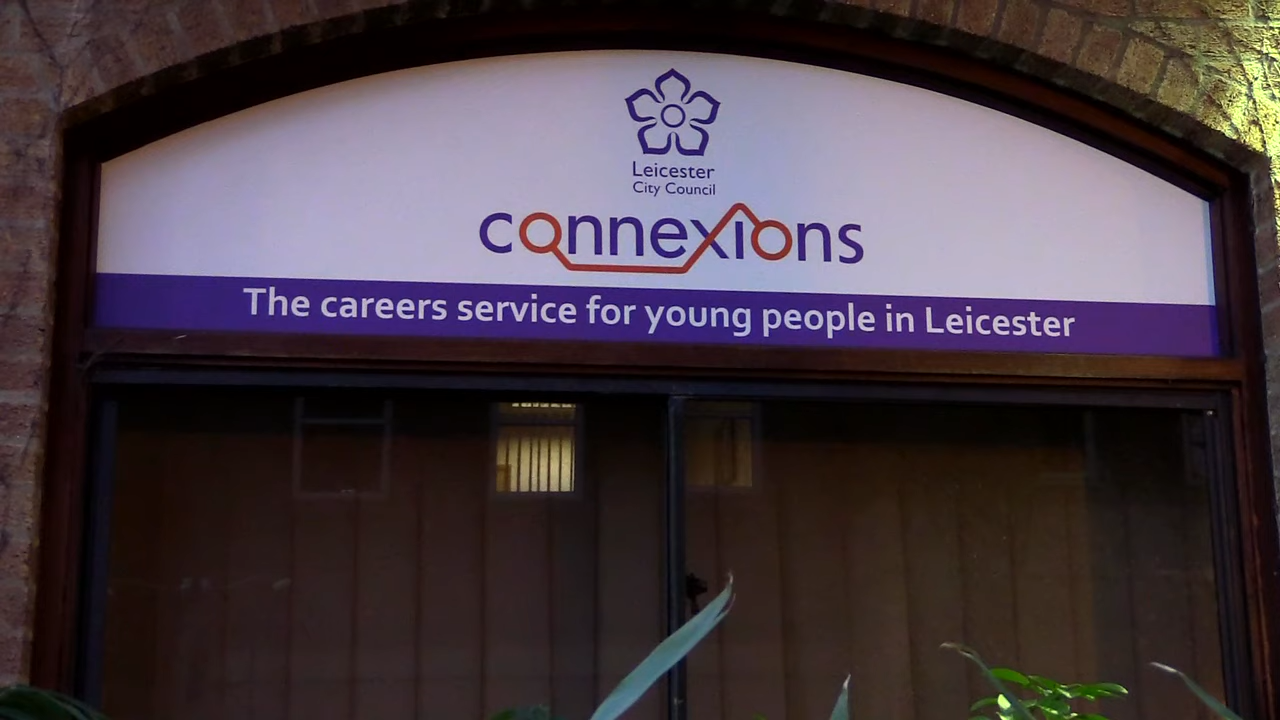 Leicester
City Council
connexions
The careers service for young people in Leicester